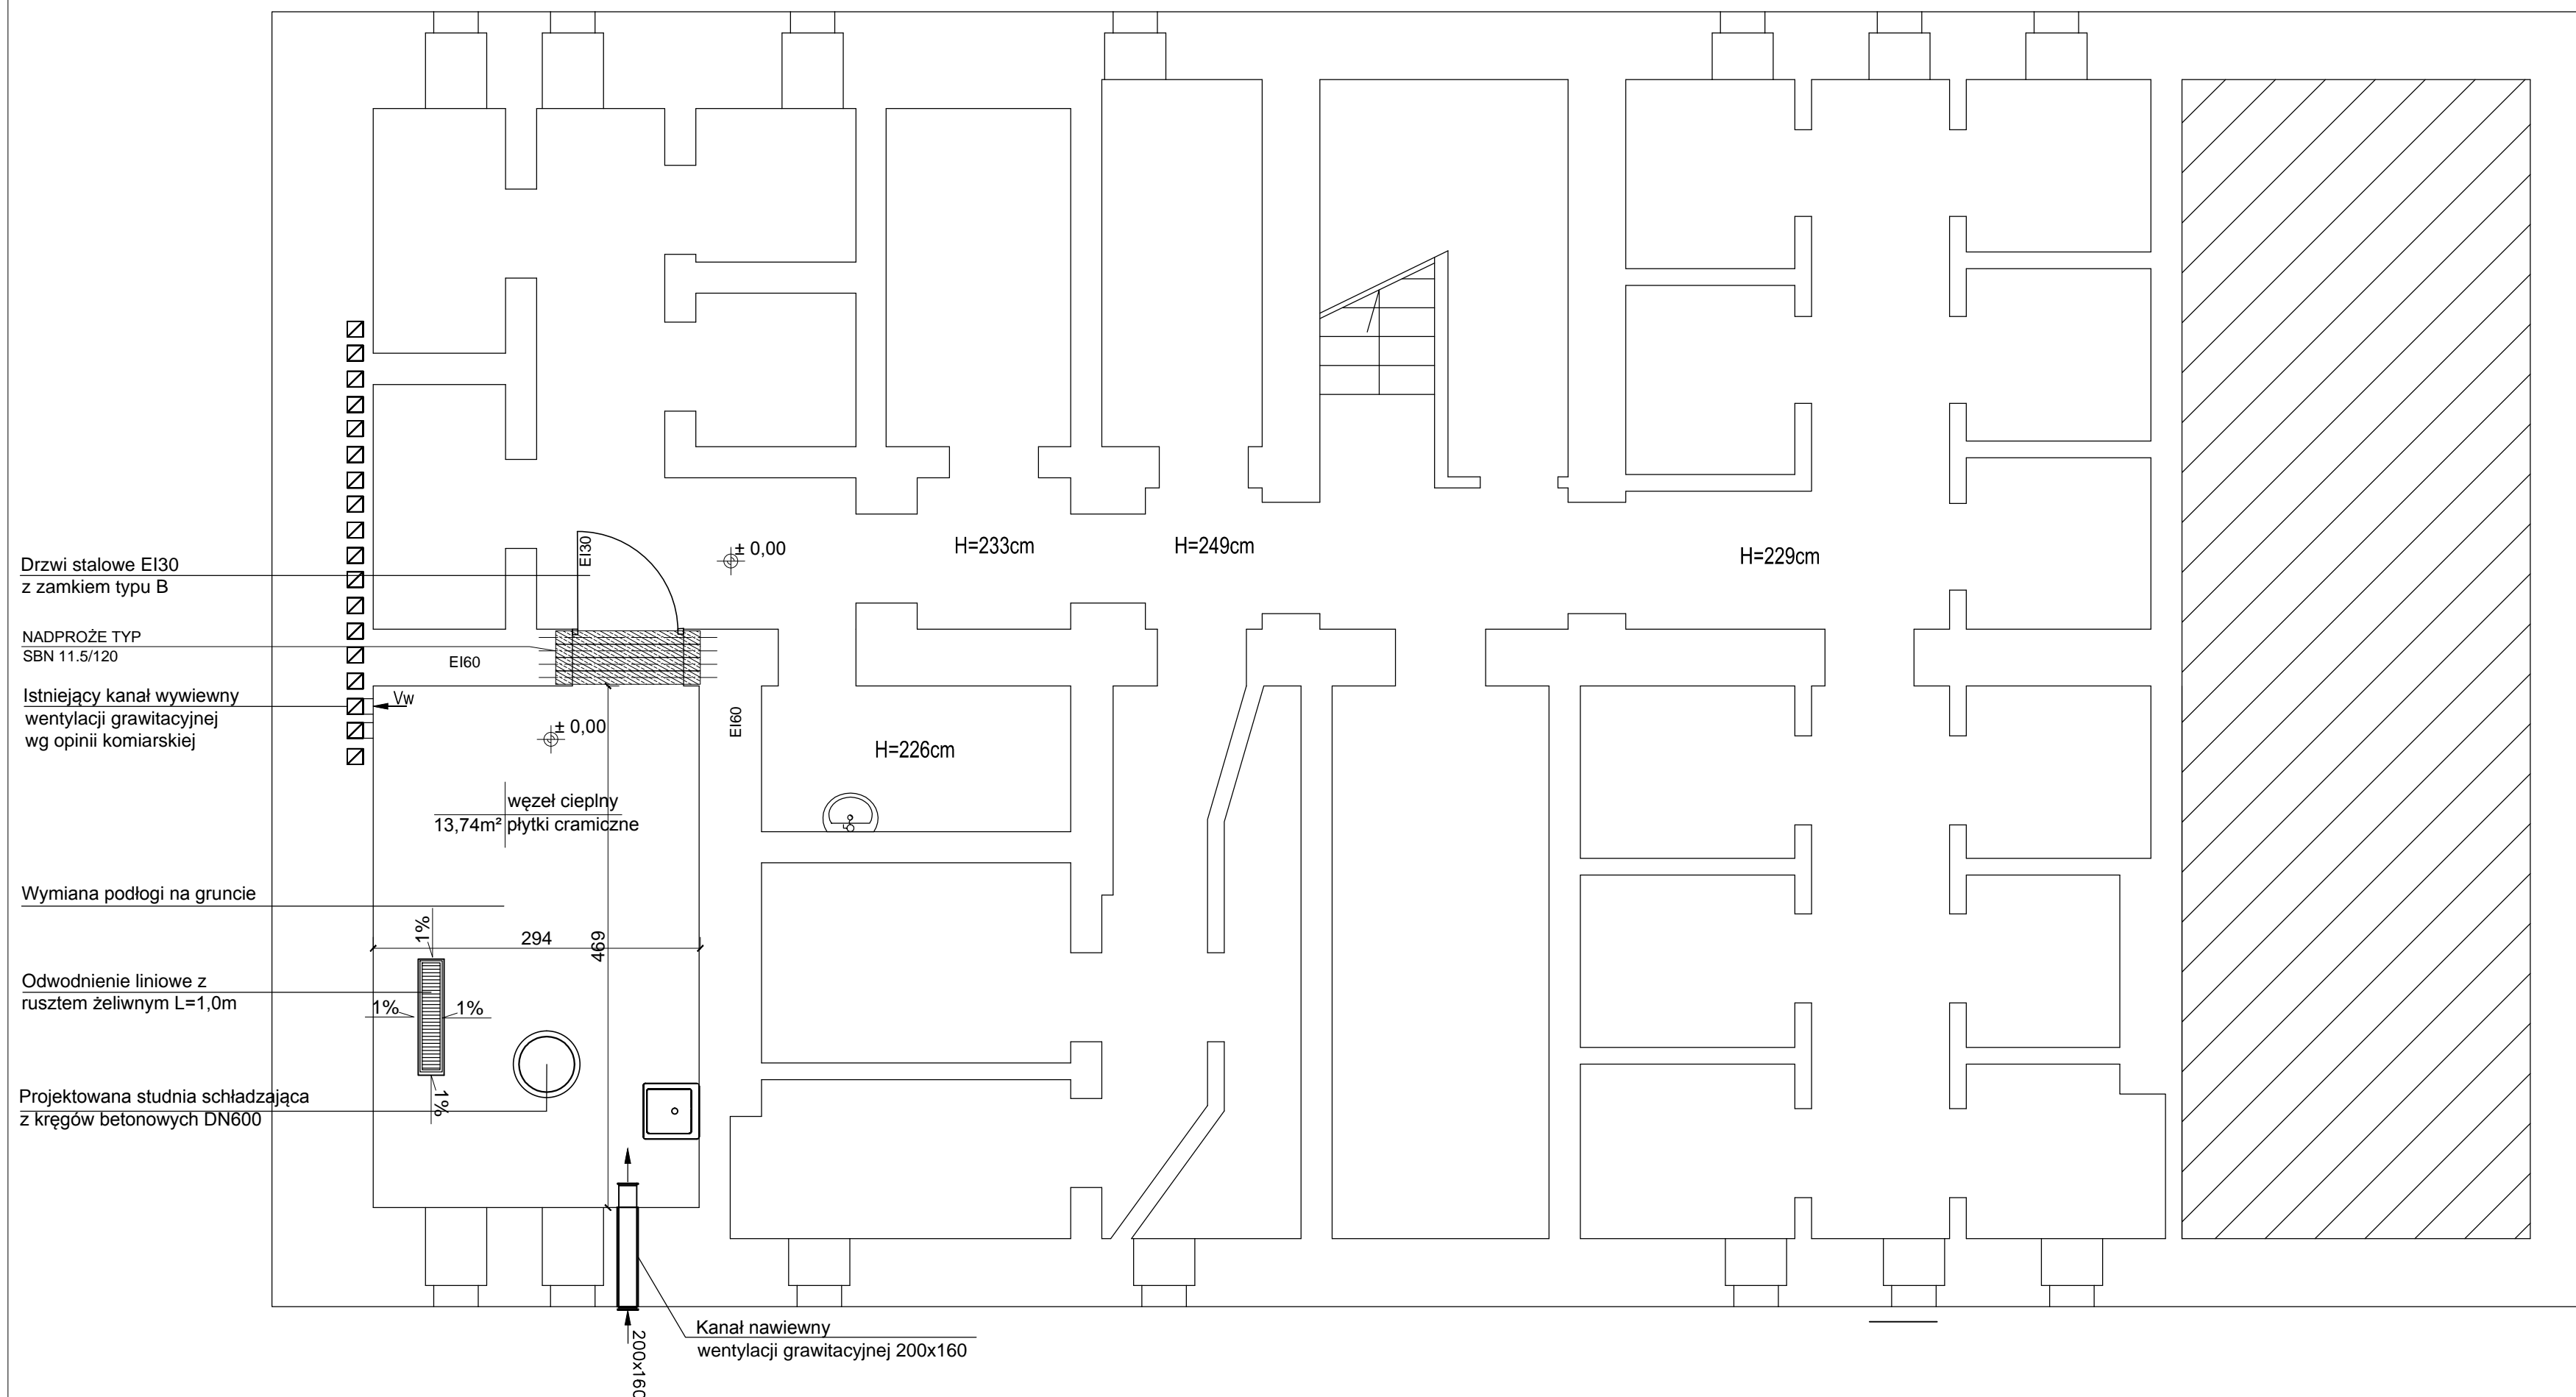 Drzwi stalowe EI30
z zamkiem typu B
NADPROŻE TYP
SBN 11.5/120
Istniejący kanał wywiewny
wentylacji grawitacyjnej
wg opinii komiarskiej
Wymiana podłogi na gruncie
Odwodnienie liniowe z
rusztem żeliwnym L=1,0m
Projektowana studnia schładzająca
z kręgów betonowych DN600
EI30
± 0,00
H=233cm
H=249cm
H=229cm
EI60
Vw
± 0,00
EI60
H=226cm
węzeł cieplny
13,74m² płytki cramiczne
1%
294
469
1%
1%
1%
Kanał nawiewny
wentylacji grawitacyjnej 200x160
200x160